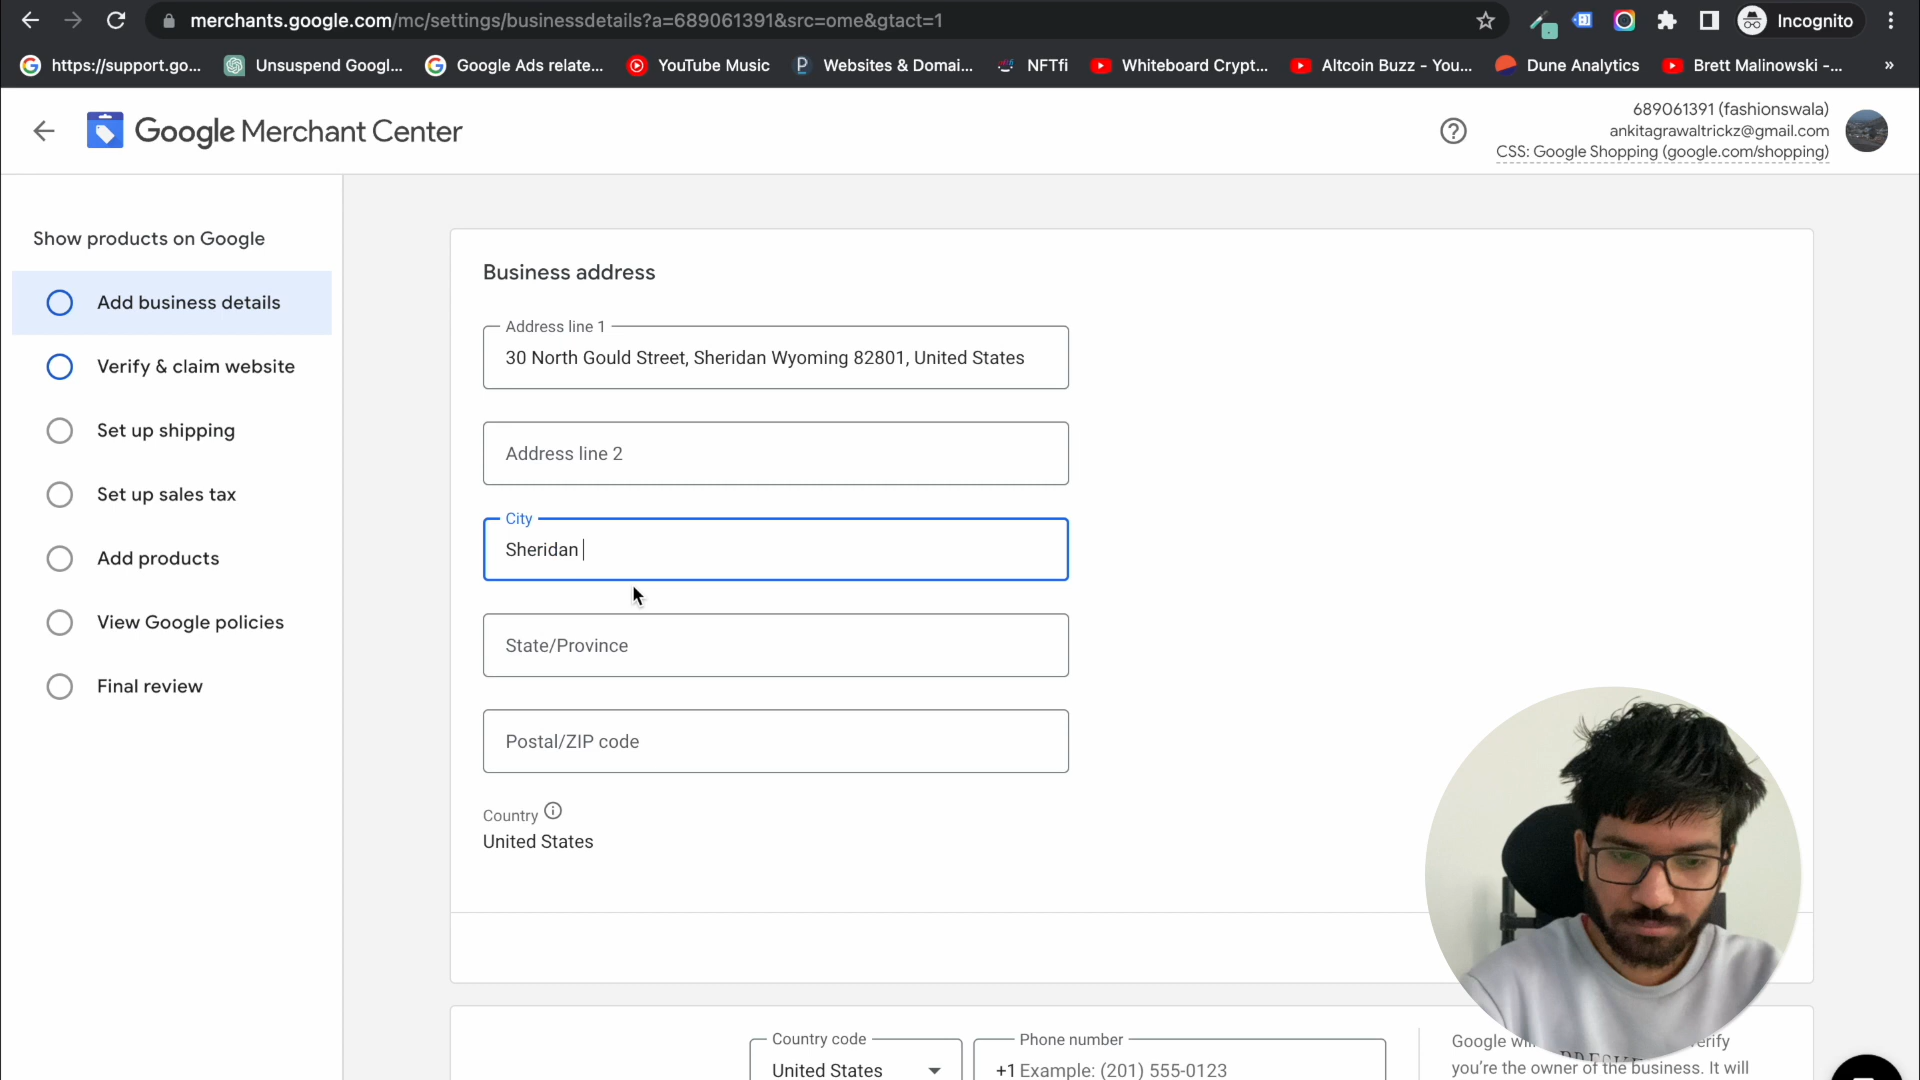 merchants.google.com/mc/settings/businessdetails?a=689061391&src=ome&gtact=1
Incognito
https://support.go...
Unsuspend Googl...
Google Ads relate...
YouTube Music
Websites & Domai...
NFTfi
Whiteboard Crypt...
Altcoin Buzz - You...
Dune Analytics
Brett Malinowski -...
»
Google Merchant Center
689061391 (fashionswala)
ankitagrawaltrickz@gmail.com
CSS: Google Shopping (google.com/shopping)
Show products on Google
Add business details
Verify & claim website
Set up shipping
Set up sales tax
Add products
View Google policies
Final review
Business address
Address line 1
30 North Gould Street, Sheridan Wyoming 82801, United States
Address line 2
City
Sheridan
State/Province
Postal/ZIP code
Country
United States
Country code
United States
Phone number
+1 Example: (201) 555-0123
Google
you're the owner of the business. It will